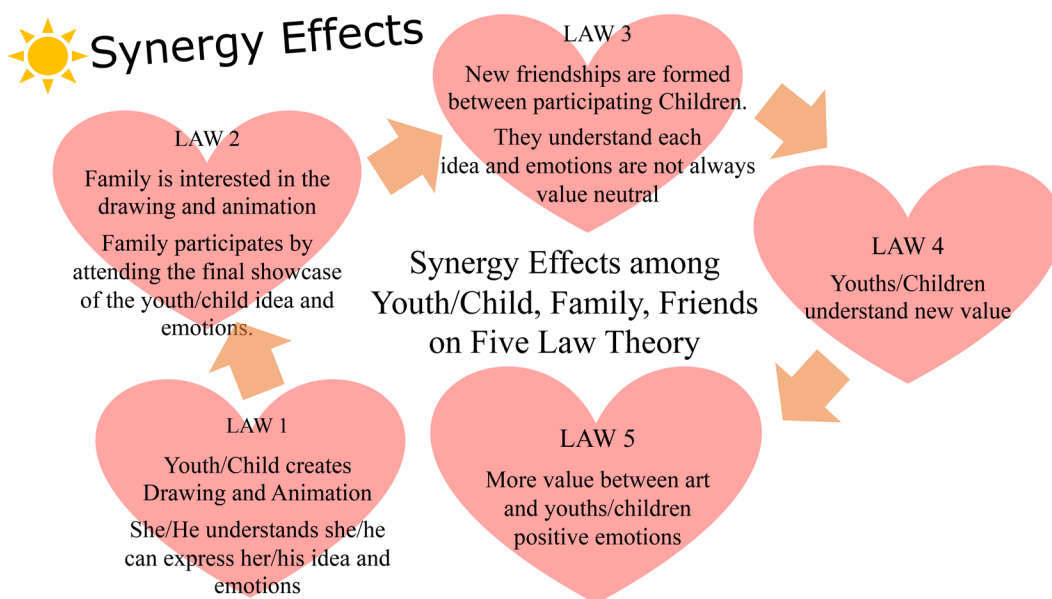 Synergy Effects
LAW 3
New friendships are formed
between participating Children.
They understand each
idea and emotions are not always
value neutral
LAW 2
Family is interested in the
drawing and animation
Family participates by
attending the final showcase
of the youth/child idea and
emotions.
LAW 4
Youths/Children
understand new value
Synergy Effects among
Youth/Child, Family, Friends
on Five Law Theory
LAW 1
Youth/Child creates
Drawing and Animation
She/He understands she/he
can express her/his idea and
emotions
LAW 5
More value between art
and youths/children
positive emotions